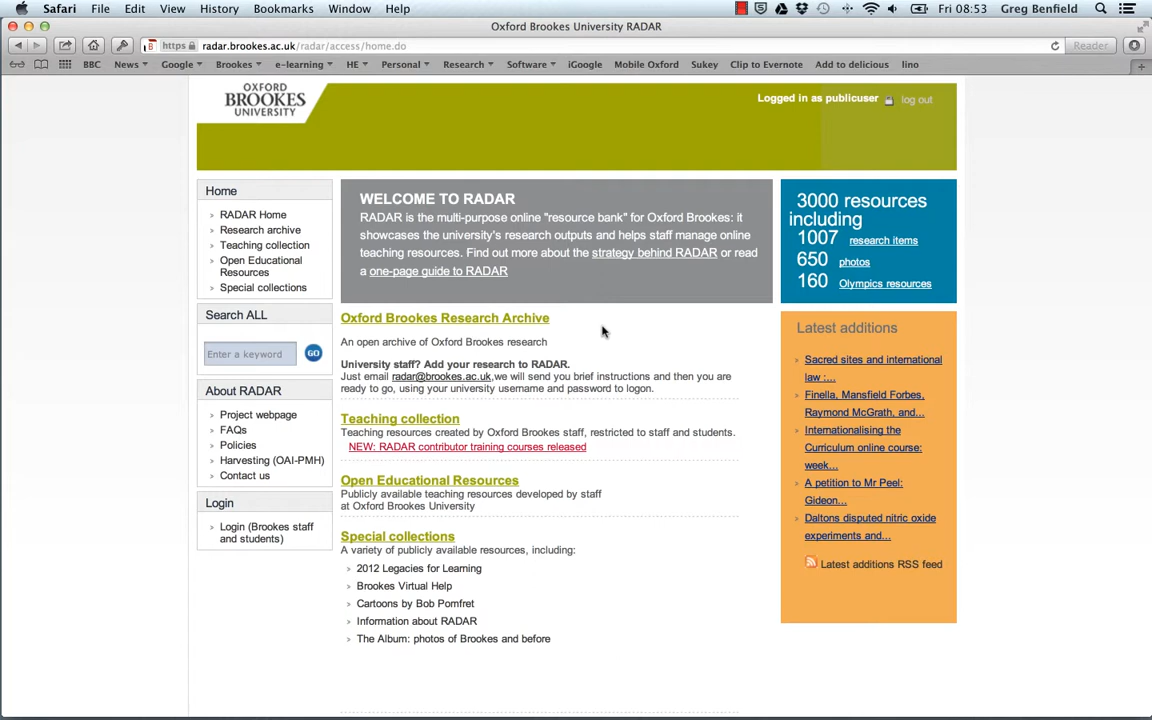 Safari File Edit View History Bookmarks Window Help Fri 08:53 Greg Benfield
Oxford Brookes University RADAR
https radar.brookes.ac.uk/radar/access/home.do Reader
BBC News Google Brookes e-learning HE Personal Research Software iGoogle Mobile Oxford Sukey Clip to Evernote Add to delicious lino
OXFORD
BROOKES
UNIVERSITY
Logged in as publicuser log out
Home
RADAR Home
Research archive
Teaching collection
Open Educational
Resources
Special collections
Search ALL
Enter a keyword GO
About RADAR
Project webpage
FAQs
Policies
Harvesting (OAI-PMH)
Contact us
Login
Login (Brookes staff
and students)
WELCOME TO RADAR
RADAR is the multi-purpose online "resource bank" for Oxford Brookes: it
showcases the university's research outputs and helps staff manage online
teaching resources. Find out more about the strategy behind RADAR or read
a one-page guide to RADAR
Oxford Brookes Research Archive
An open archive of Oxford Brookes research
University staff? Add your research to RADAR.
Just email radar@brookes.ac.uk,we will send you brief instructions and then you are
ready to go, using your university username and password to logon.
Teaching collection
Teaching resources created by Oxford Brookes staff, restricted to staff and students.
NEW: RADAR contributor training courses released
Open Educational Resources
Publicly available teaching resources developed by staff
at Oxford Brookes University
Special collections
A variety of publicly available resources, including:
2012 Legacies for Learning
Brookes Virtual Help
Cartoons by Bob Pomfret
Information about RADAR
The Album: photos of Brookes and before
3000 resources
including
1007 research items
650 photos
160 Olympics resources
Latest additions
Sacred sites and international
law :...
Finella, Mansfield Forbes,
Raymond McGrath, and...
Internationalising the
Curriculum online course:
week...
A petition to Mr Peel:
Gideon...
Daltons disputed nitric oxide
experiments and...
Latest additions RSS feed